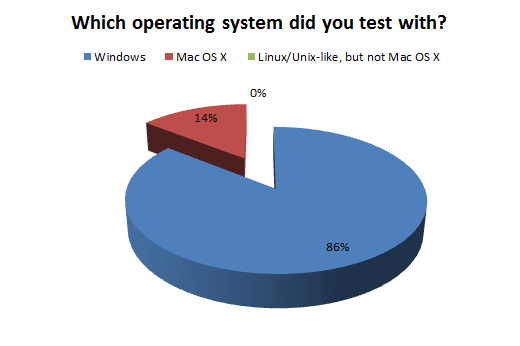 Which operating system did you test with?
Windows Mac OS X Linux/Unix-like, but not Mac OS X
0%
14%
86%